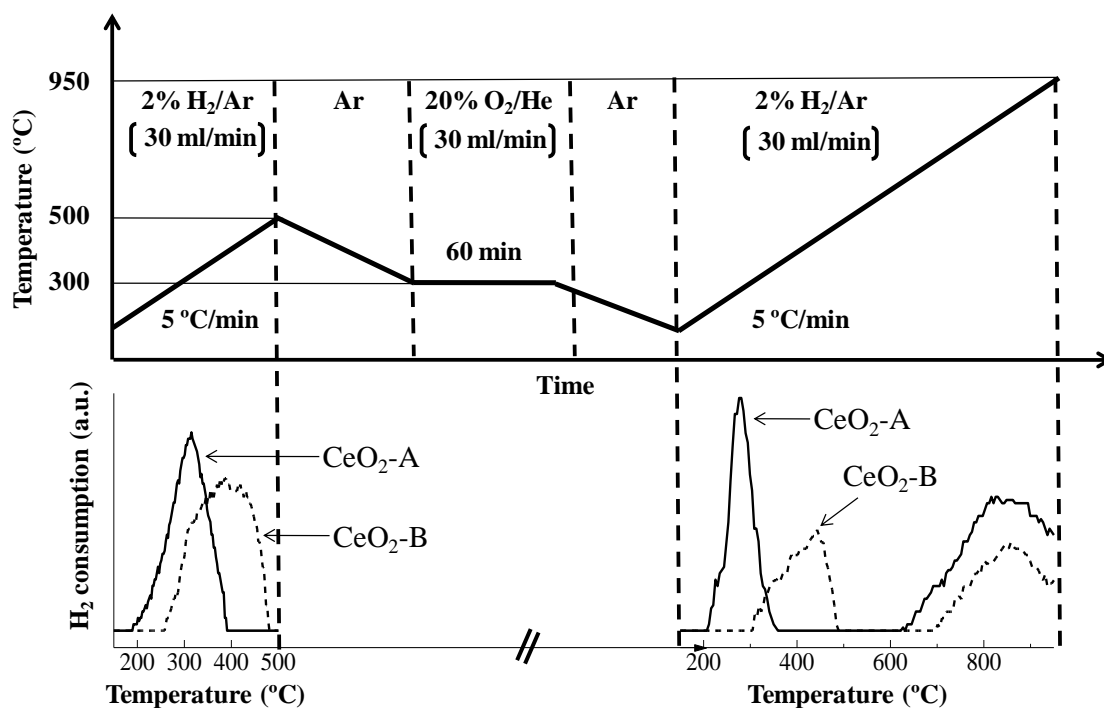 950
2% H₂/Ar
Ar
20% O₂/He
Ar
2% H₂/Ar
[ 30 ml/min ]
[ 30 ml/min ]
[ 30 ml/min ]
Temperature (ºC)
500
60 min
300
5 ºC/min
5 ºC/min
Time
H₂ consumption (a.u.)
CeO₂-A
CeO₂-A
CeO₂-B
CeO₂-B
200 300 400 500
200 400 600 800
Temperature (ºC)
Temperature (ºC)